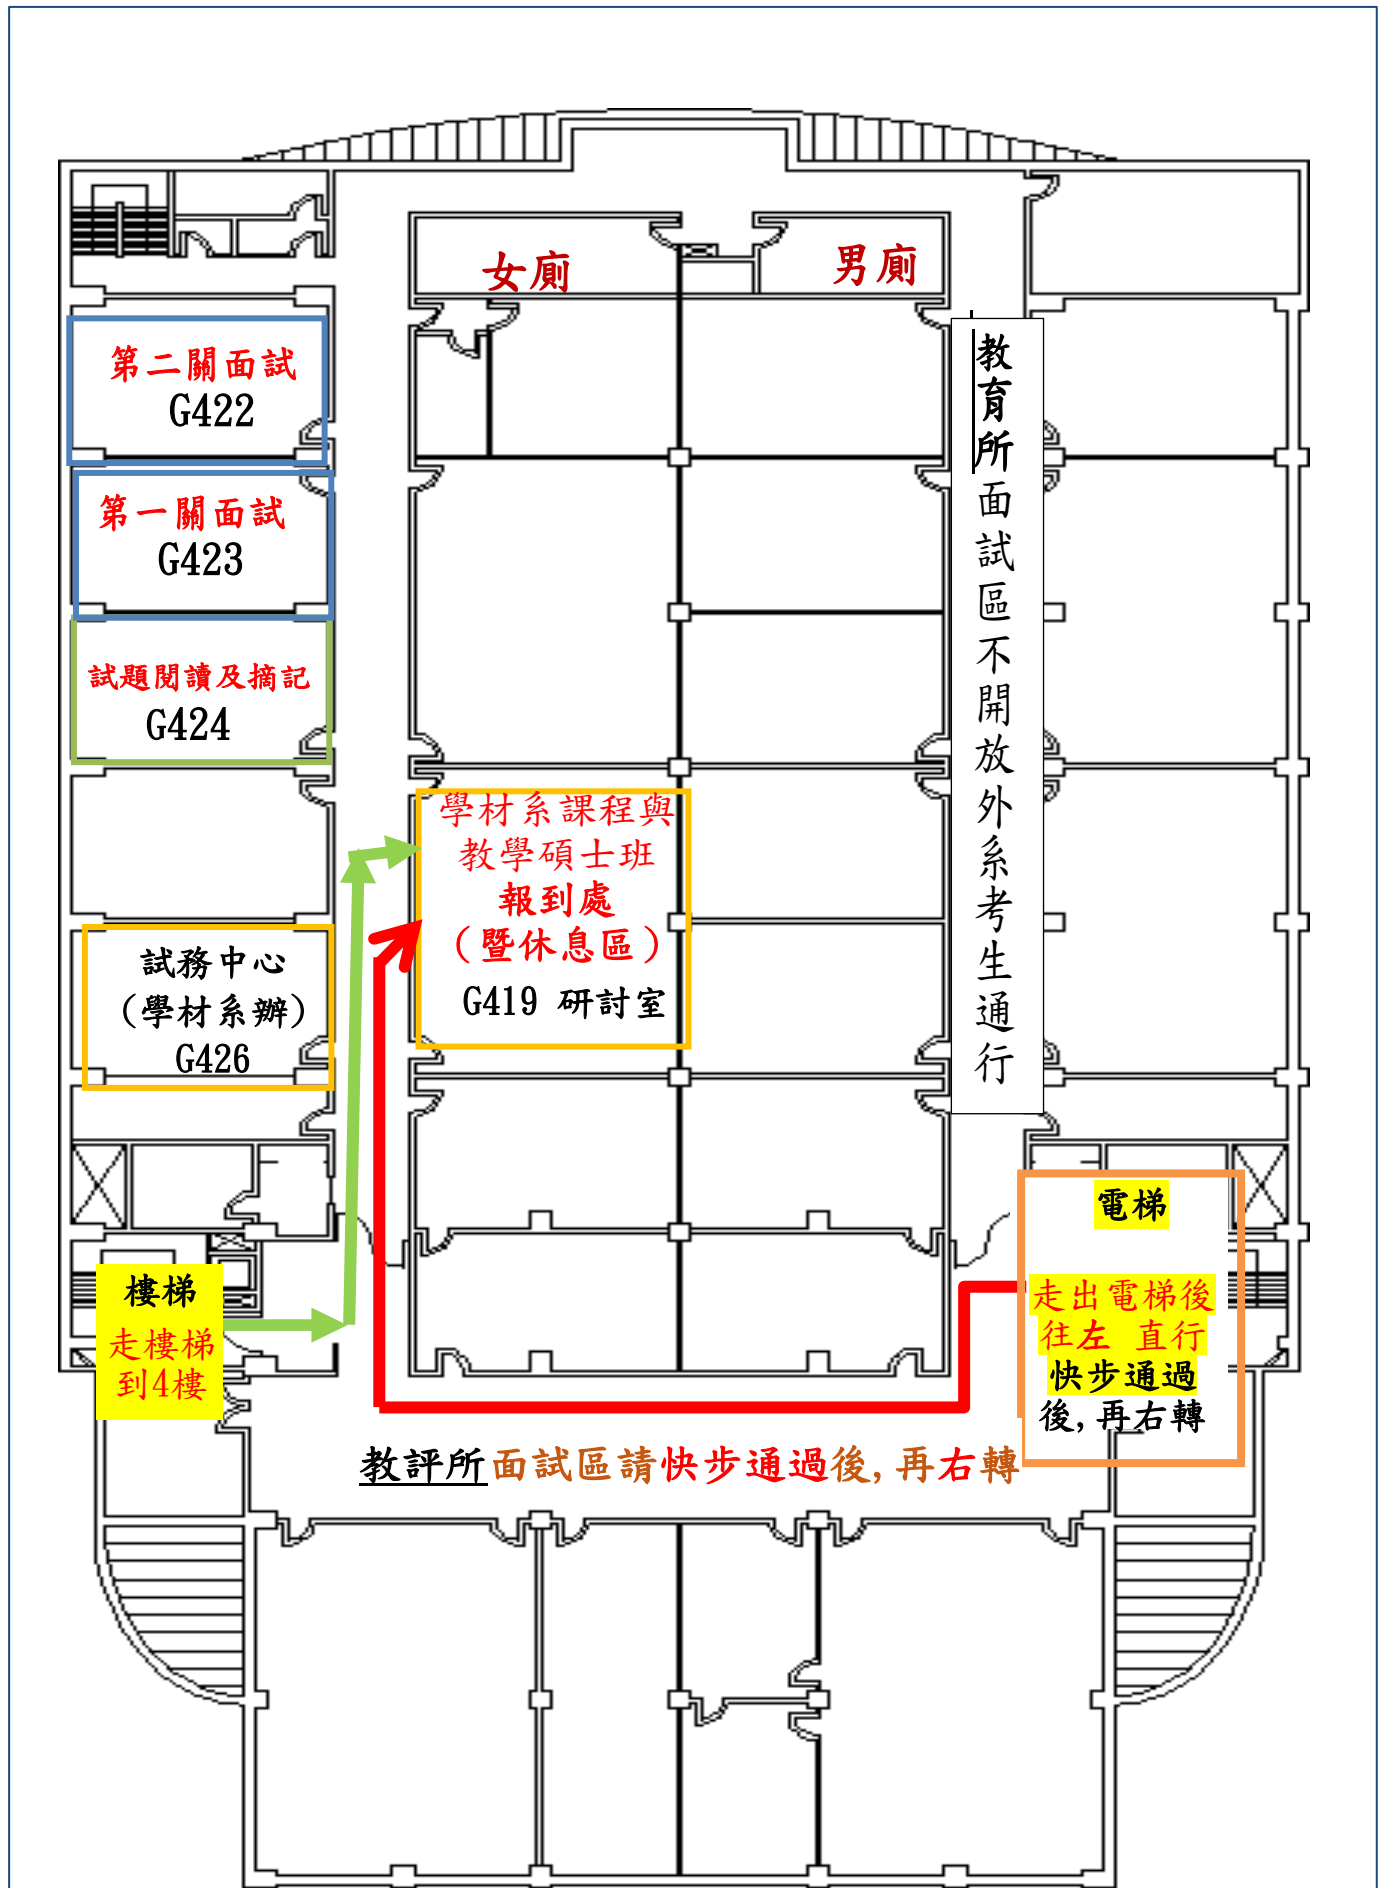 女廁
男廁
第二關面試
G422
第一關面試
G423
試題閱讀及摘記
G424
學材系課程與
教學碩士班
報到處
（暨休息區）
G419 研討室
試務中心
（學材系辦）
G426
教育所面試區不開放外系考生通行
電梯
走出電梯後
往左 直行
快步通過
後,再右轉
樓梯
走樓梯
到4樓
教評所面試區請快步通過後,再右轉